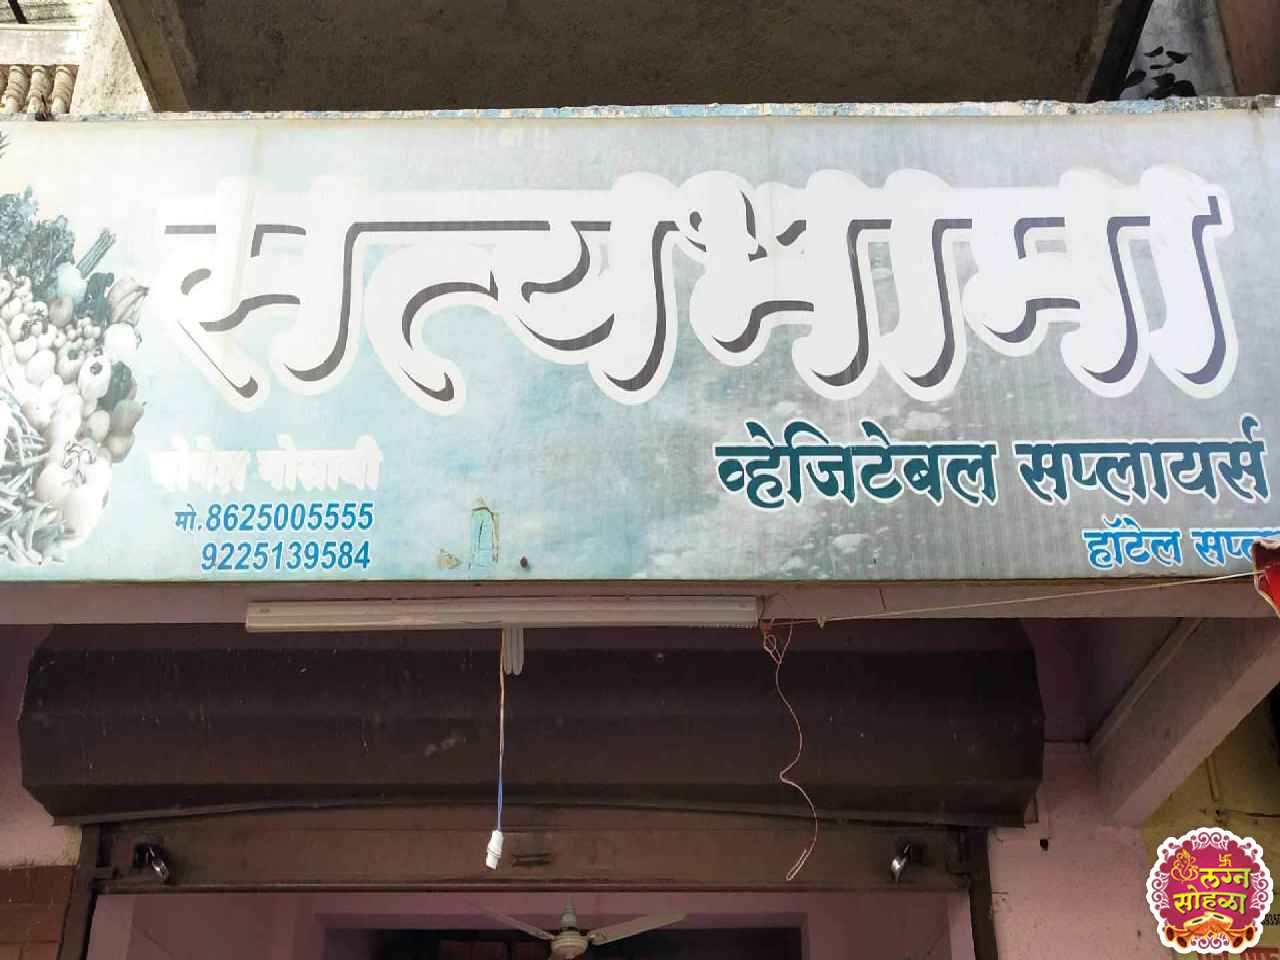 सत्यभामा
व्हेजिटेबल सप्लायर्स
गोसावी
मो.8625005555
9225139584
हॉटेल
लग्न
सोहळा